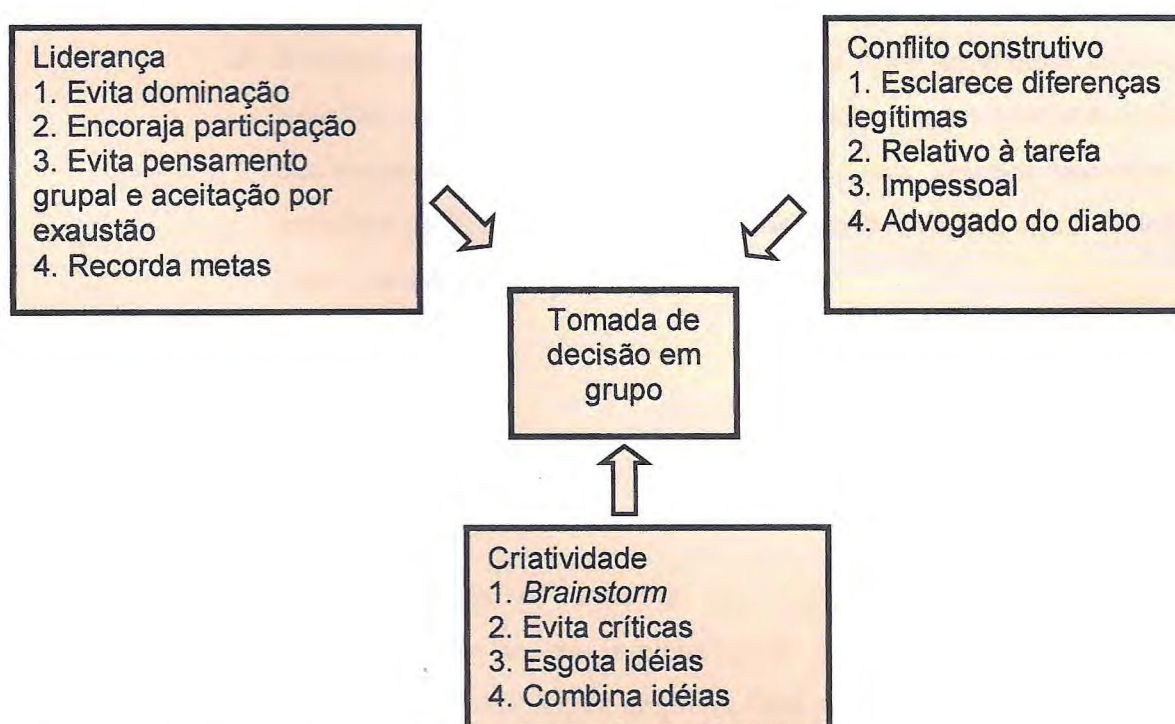 Liderança
1. Evita dominação
2. Encoraja participação
3. Evita pensamento
grupal e aceitação por
exaustão
4. Recorda metas
Conflito construtivo
1. Esclarece diferenças
legítimas
2. Relativo à tarefa
3. Impessoal
4. Advogado do diabo
Tomada de
decisão em
grupo
Criatividade
1. Brainstorm
2. Evita críticas
3. Esgota idéias
4. Combina idéias